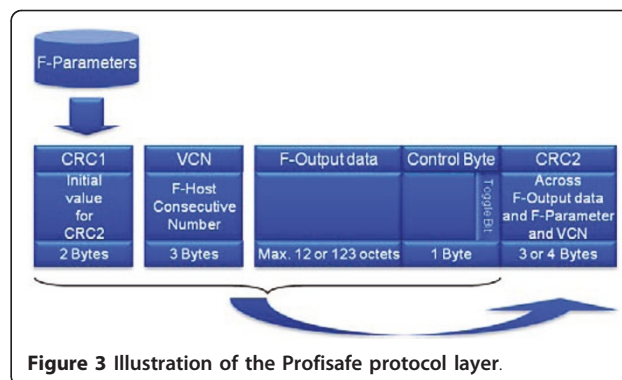 F-Parameters
CRC1
Initial
value
for
CRC2
2 Bytes
VCN
F-Host
Consecutive
Number
3 Bytes
F-Output data
Max. 12 or 123 octets
Control Byte
Toggle Bit
1 Byte
CRC2
Across
F-Output data
and F-Parameter
and VCN
3 or 4 Bytes
Figure 3 Illustration of the Profisafe protocol layer.